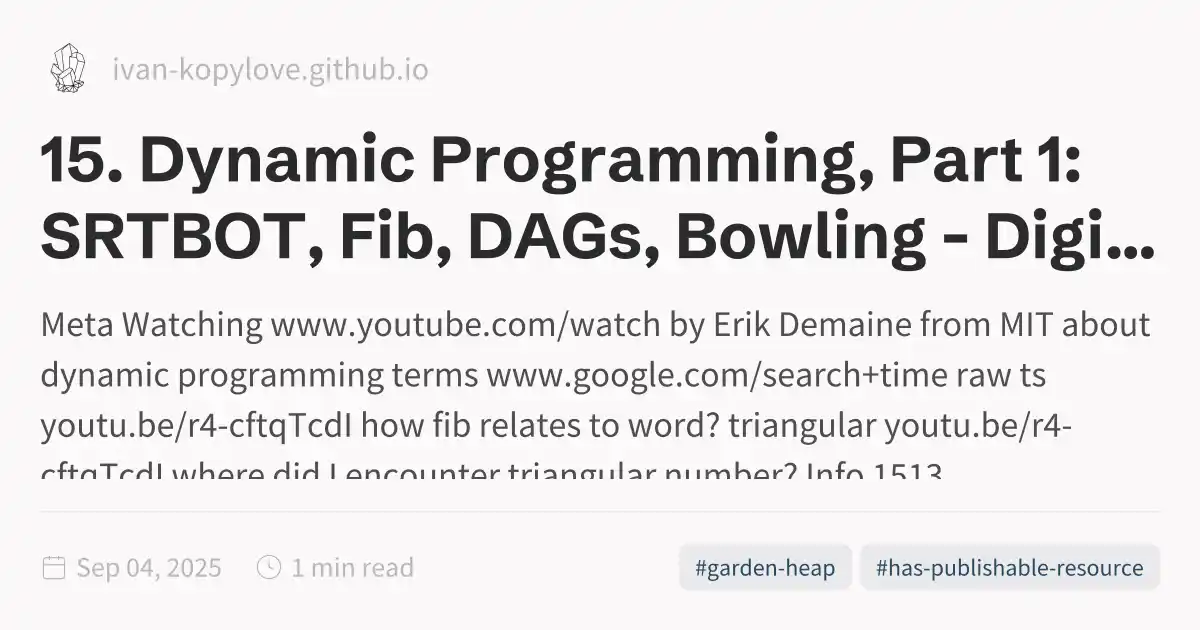 ivan-kopylove.github.io
15. Dynamic Programming, Part 1:
SRTBOT, Fib, DAGs, Bowling - Digi...
Meta Watching www.youtube.com/watch by Erik Demaine from MIT about
dynamic programming terms www.google.com/search+time raw ts
youtu.be/r4-cftqTcdI how fib relates to word? triangular youtu.be/r4-
cftqTcdI where did I encounter triangular number? Info 1513
Sep 04, 2025
1 min read
#garden-heap
#has-publishable-resource